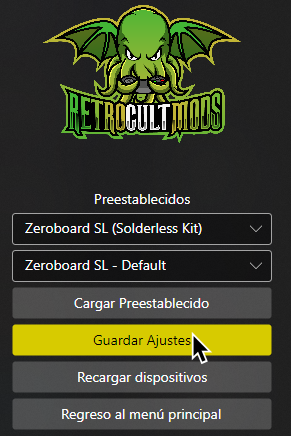 RETROCULTMODS
Preestablecidos
Zeroboard SL (Solderless Kit)
Zeroboard SL - Default
Cargar Preestablecido
Guardar Ajustes
Recargar dispositivos
Regreso al menú principal